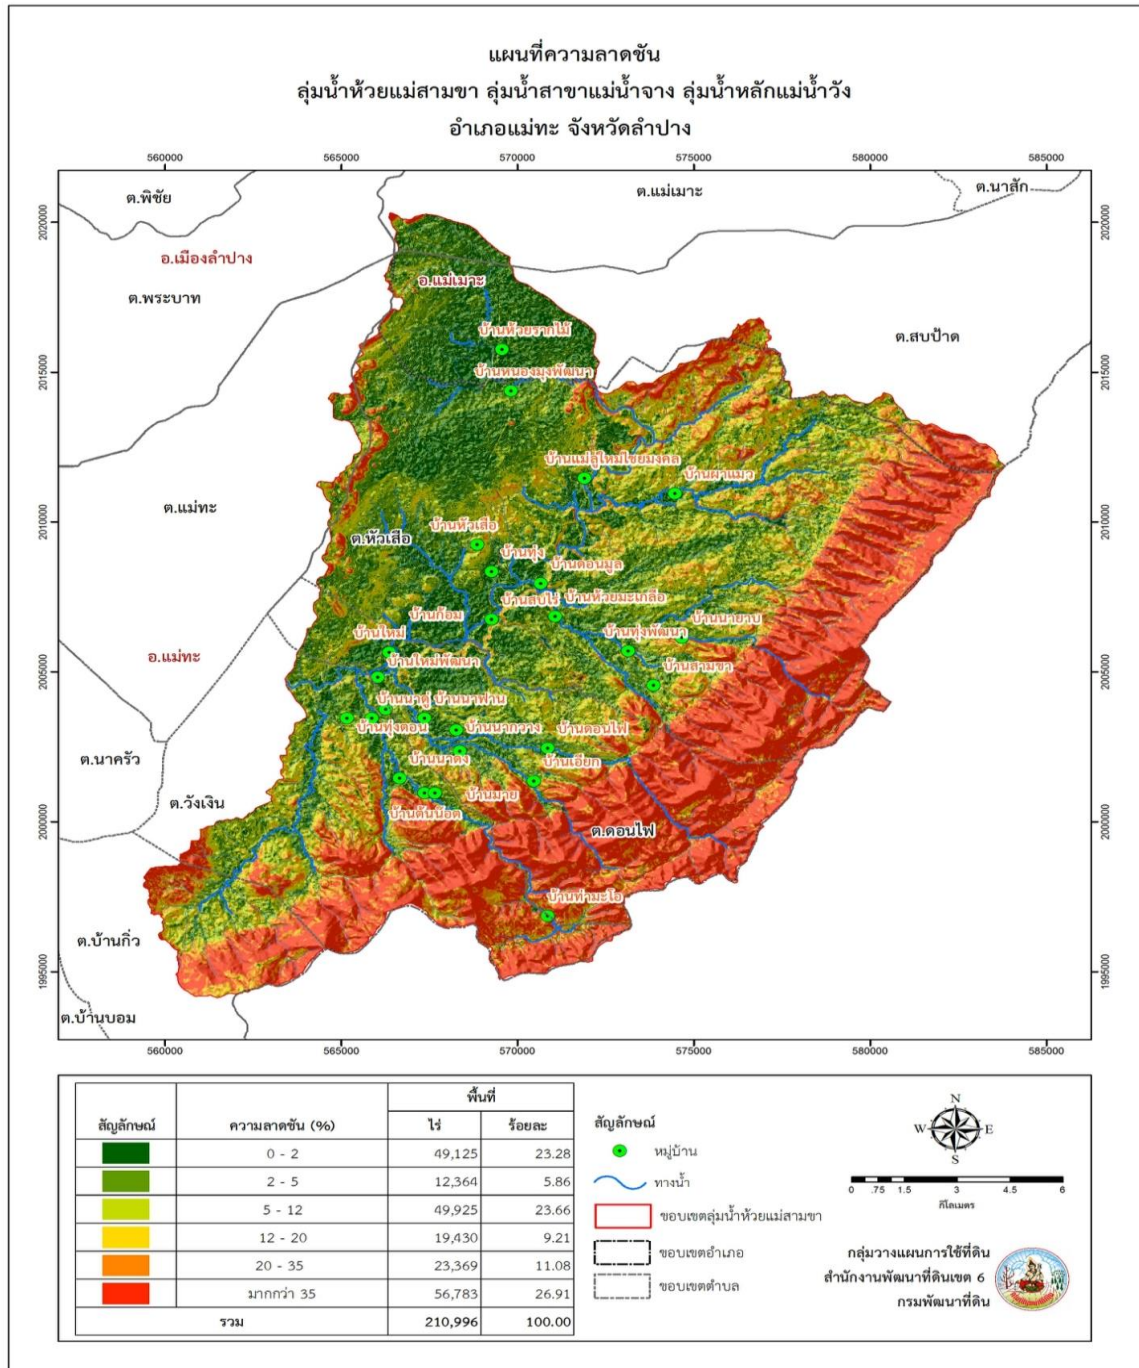 แผนที่ความลาดชัน
ลุ่มน้ำห้วยแม่สามขา ลุ่มน้ำสาขาแม่น้ำจาง ลุ่มน้ำหลักแม่น้ำวัง
อำเภอแม่ทะ จังหวัดลำปาง
560000 565000 570000 575000 580000 585000
ต.พิชัย
ต.แม่เมาะ
ต.นาสัก
2020000 2020000
อ.เมืองลำปาง
อ.แม่เมาะ
ต.พระบาท
บ้านห้วยรากไม้
ต.สบป้าด
2015000 2015000
บ้านหนองมุงพัฒนา
บ้านแม่ลู้ใหม่ไชยมงคล
บ้านผาแมว
ต.แม่ทะ
2010000 2010000
บ้านหัวเสือ
ต.หัวเสือ
บ้านทุ่ง
บ้านดอนมูล
บ้านสบไร่
บ้านห้วยมะเกลือ
บ้านก้อม
บ้านนายาบ
บ้านใหม่
บ้านทุ่งพัฒนา
อ.แม่ทะ
บ้านใหม่พัฒนา
บ้านสามขา
2005000 2005000
บ้านนาดู่ บ้านนาฟาน
บ้านทุ่งตอน
บ้านนากวาง
บ้านดอนไฟ
ต.นาครัว
บ้านนาดง
บ้านเอียก
ต.วังเงิน
บ้านมาย
2000000 2000000
บ้านต้นน๊อต
ต.ดอนไฟ
บ้านท่ามะโอ
ต.บ้านกิ่ว
1995000 1995000
ต.บ้านบอม
560000 565000 570000 575000 580000 585000
สัญลักษณ์ ความลาดชัน (%) พื้นที่
ไร่ ร้อยละ
0 - 2 49,125 23.28
2 - 5 12,364 5.86
5 - 12 49,925 23.66
12 - 20 19,430 9.21
20 - 35 23,369 11.08
มากกว่า 35 56,783 26.91
รวม 210,996 100.00
สัญลักษณ์
หมู่บ้าน
ทางน้ำ
ขอบเขตลุ่มน้ำห้วยแม่สามขา
ขอบเขตอำเภอ
ขอบเขตตำบล
N
W E
S
0 .75 1.5 3 4.5 6
กิโลเมตร
กลุ่มวางแผนการใช้ที่ดิน
สำนักงานพัฒนาที่ดินเขต 6
กรมพัฒนาที่ดิน